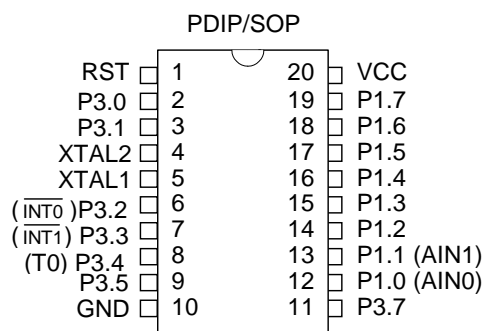 PDIP/SOP
RST 1 20 VCC
P3.0 2 19 P1.7
P3.1 3 18 P1.6
XTAL2 4 17 P1.5
XTAL1 5 16 P1.4
(INT0)P3.2 6 15 P1.3
(INT1) P3.3 7 14 P1.2
(T0) P3.4 8 13 P1.1 (AIN1)
P3.5 9 12 P1.0 (AIN0)
GND 10 11 P3.7